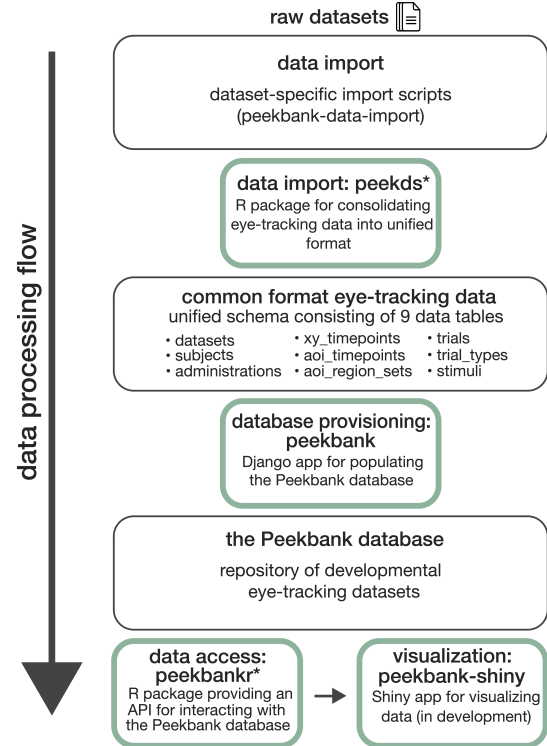 raw datasets
data import
dataset-specific import scripts
(peekbank-data-import)
data import: peekds*
R package for consolidating
eye-tracking data into unified
format
common format eye-tracking data
unified schema consisting of 9 data tables
• datasets • xy_timepoints • trials
• subjects • aoi_timepoints • trial_types
• administrations • aoi_region_sets • stimuli
database provisioning:
peekbank
Django app for populating
the Peekbank database
the Peekbank database
repository of developmental
eye-tracking datasets
data access:
peekbankr*
R package providing an
API for interacting with
the Peekbank database
visualization:
peekbank-shiny
Shiny app for visualizing
data (in development)
data processing flow